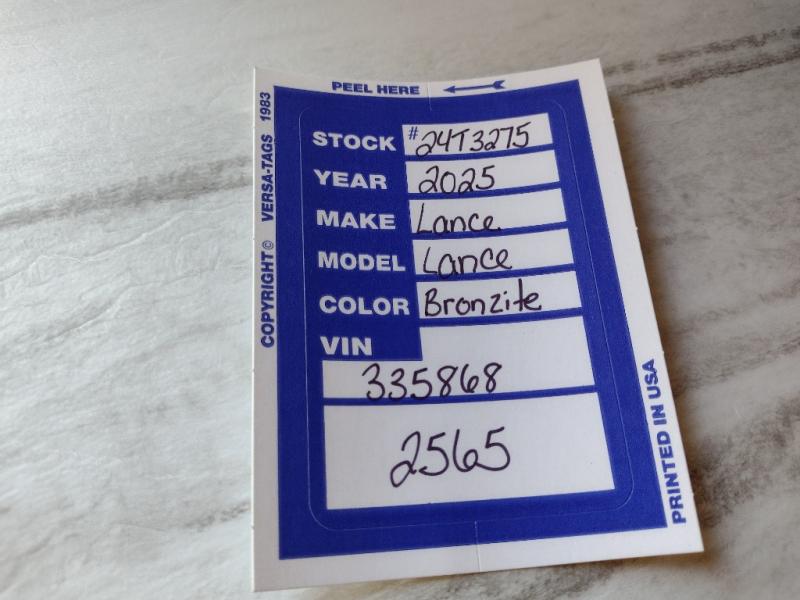 PEEL HERE
COPYRIGHT © VERSA-TAGS 1983
STOCK #24T3275
YEAR 2025
MAKE Lance
MODEL Lance
COLOR Bronzite
VIN
335868
2565
PRINTED IN USA